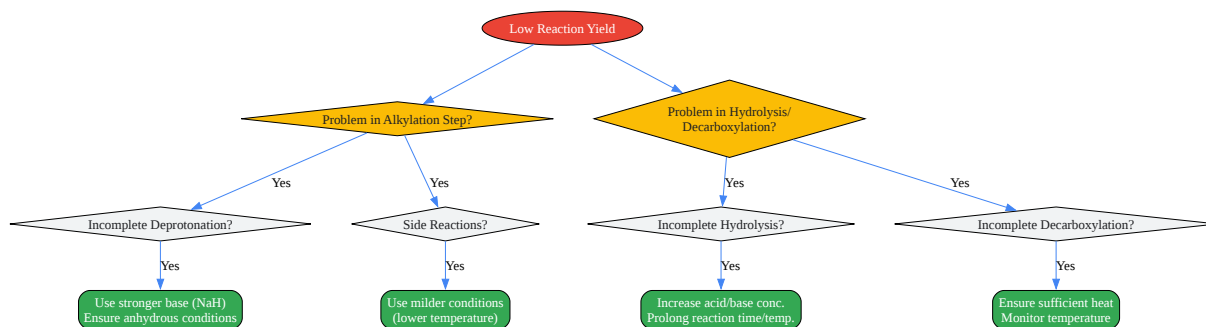 Low Reaction Yield
Problem in Alkylation Step?
Problem in Hydrolysis/
Decarboxylation?
Yes
Yes
Yes
Yes
Incomplete Deprotonation?
Side Reactions?
Incomplete Hydrolysis?
Incomplete Decarboxylation?
Yes
Yes
Yes
Yes
Use stronger base (NaH)
Ensure anhydrous conditions
Use milder conditions
(lower temperature)
Increase acid/base conc.
Prolong reaction time/temp.
Ensure sufficient heat
Monitor temperature